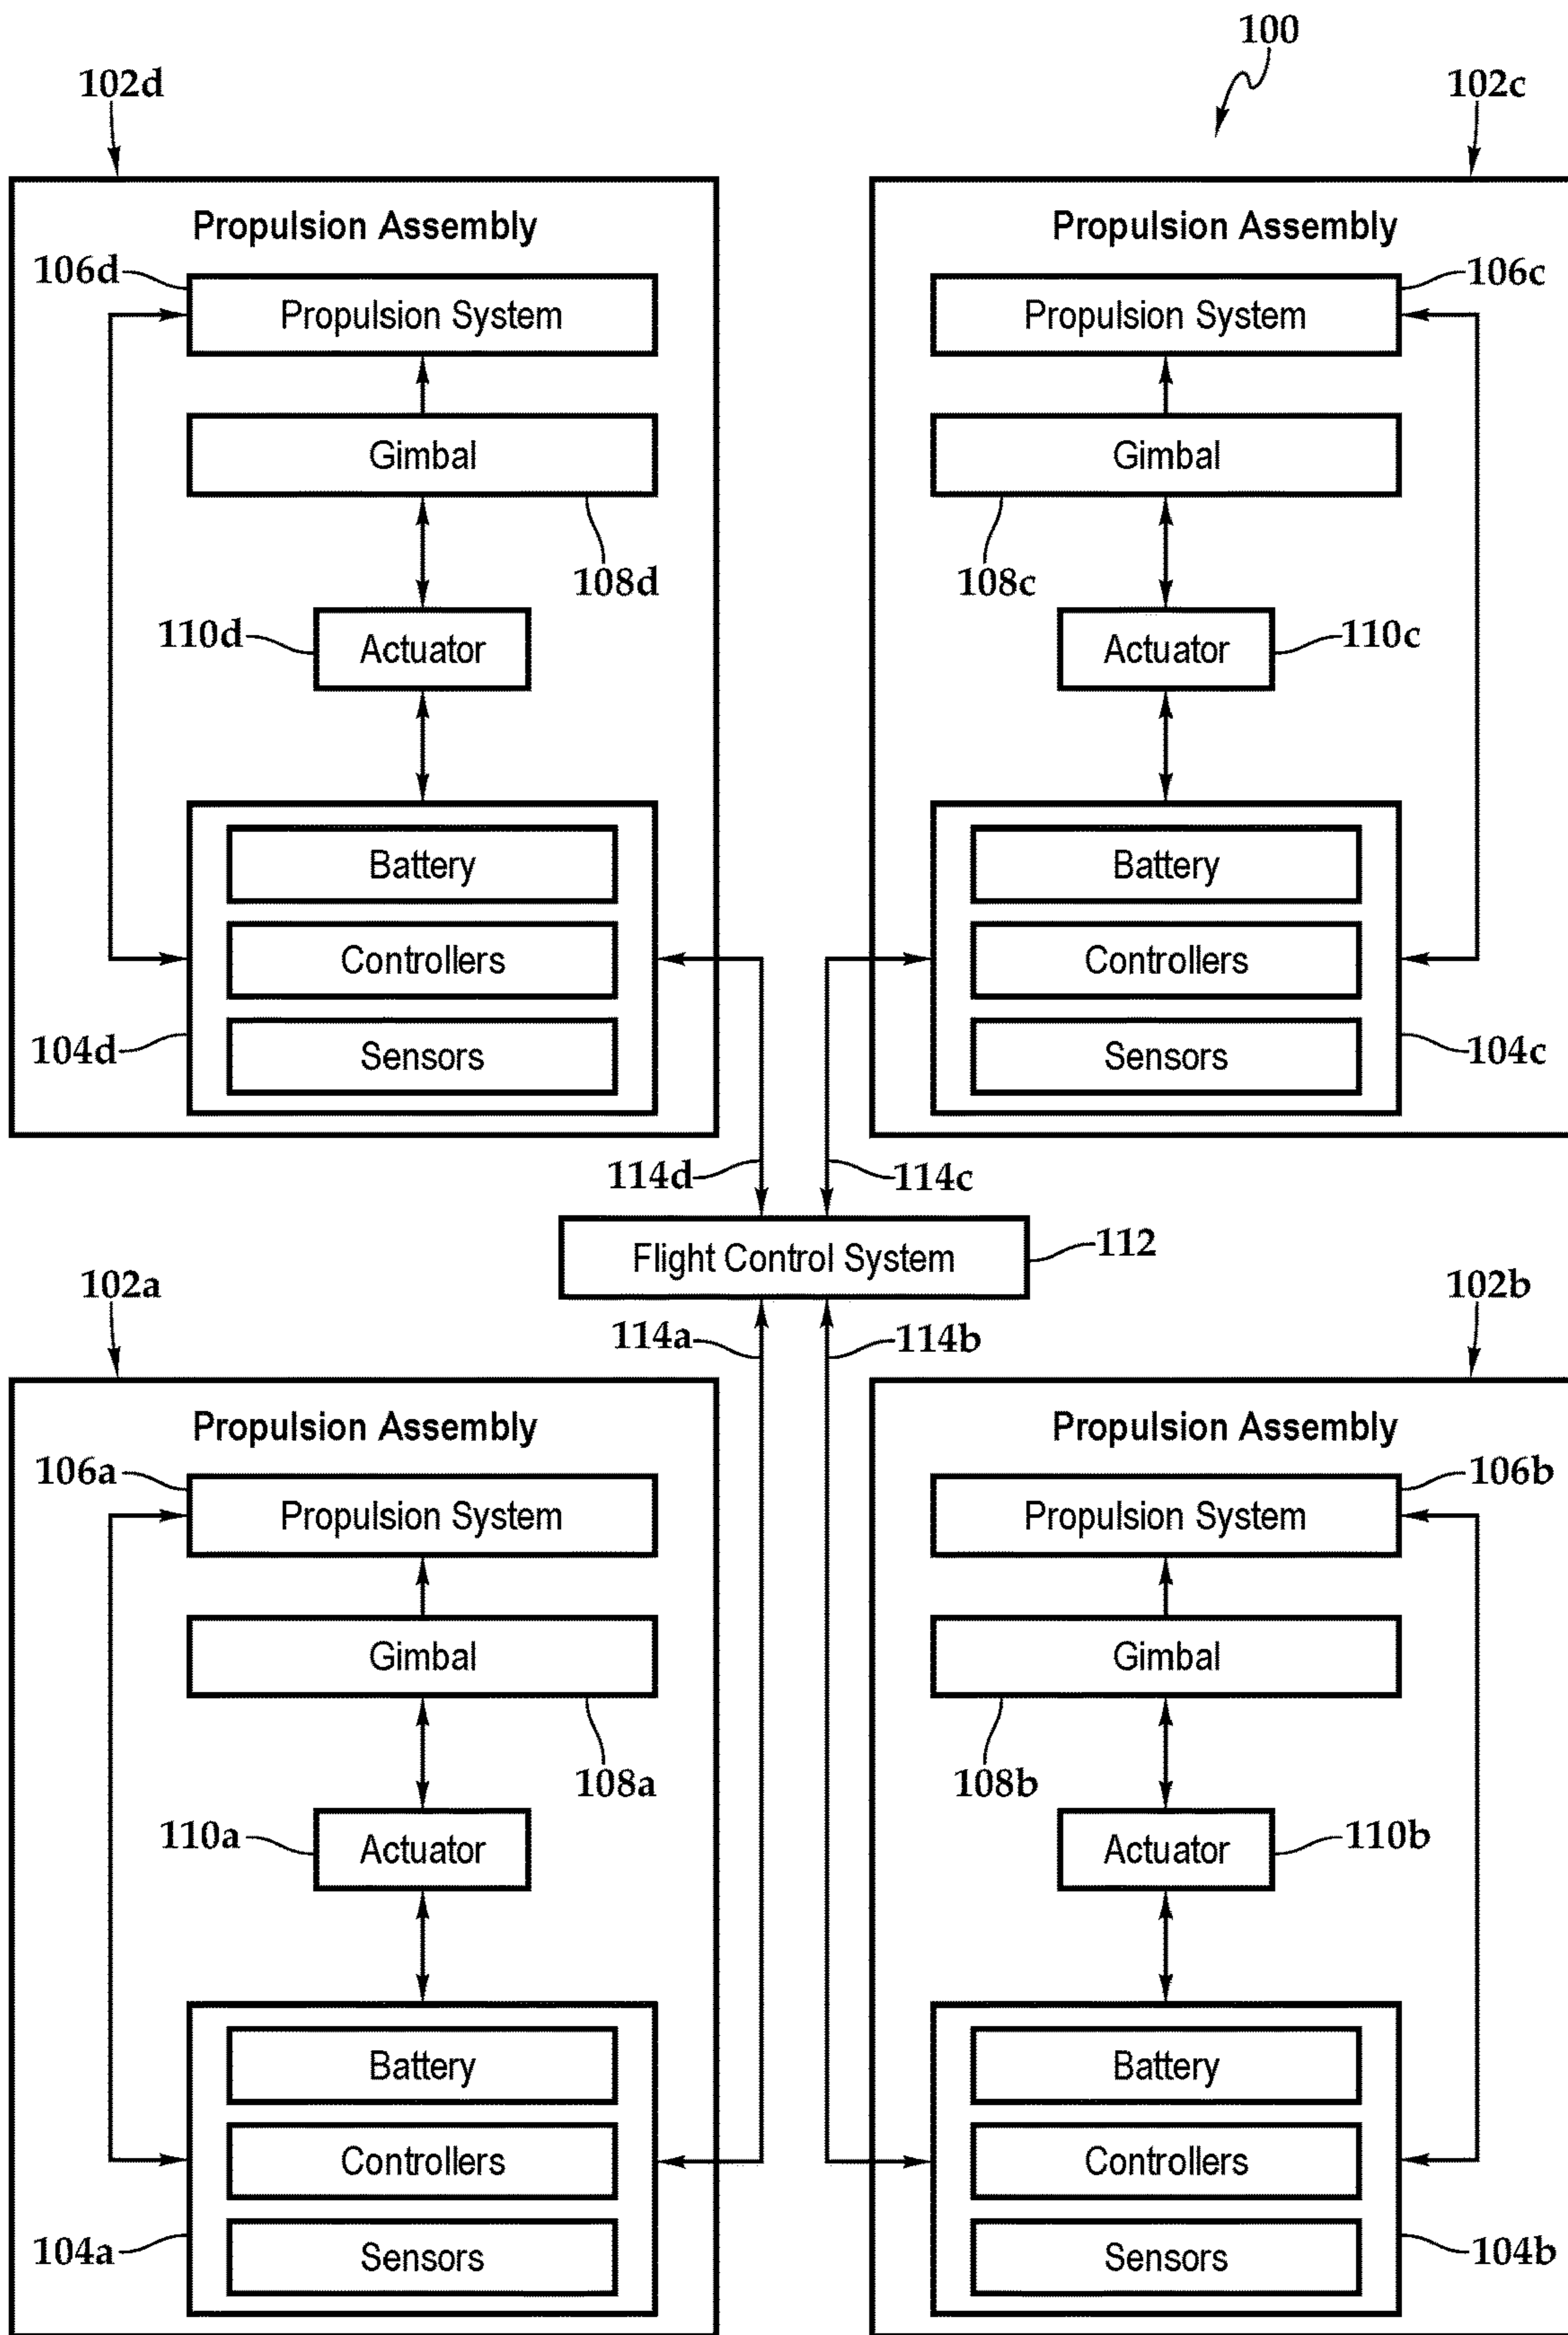 100
102d
102c
Propulsion Assembly
Propulsion Assembly
106d
106c
Propulsion System
Propulsion System
Gimbal
Gimbal
108d
108c
110d
Actuator
Actuator
110c
Battery
Battery
Controllers
Controllers
104d
Sensors
Sensors
104c
114d
114c
Flight Control System
112
102a
102b
114a
114b
Propulsion Assembly
Propulsion Assembly
106a
106b
Propulsion System
Propulsion System
Gimbal
Gimbal
108a
108b
110a
Actuator
Actuator
110b
Battery
Battery
Controllers
Controllers
104a
Sensors
Sensors
104b